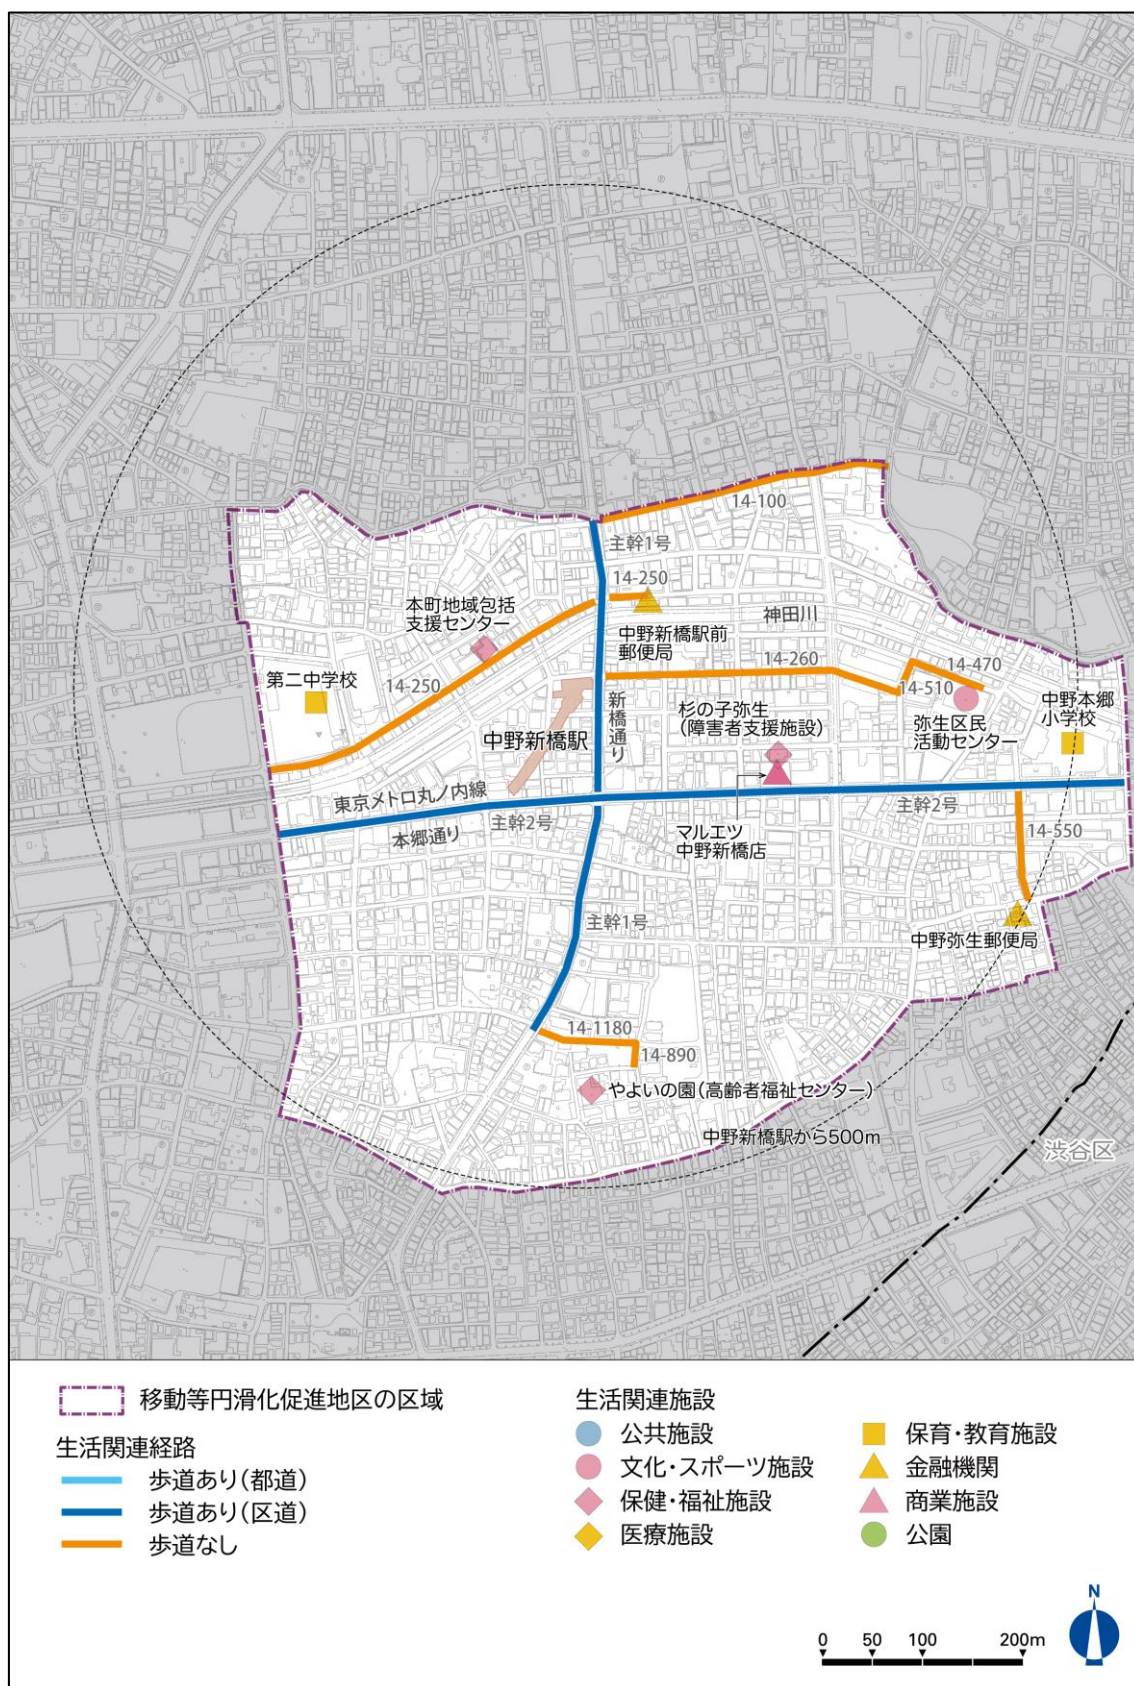 14-100
主幹1号
14-250
神田川
本町地域包括
支援センター
中野新橋駅前
郵便局
14-260
14-470
14-510
第二中学校
14-250
新橋通り
杉の子弥生
(障害者支援施設)
弥生区民
活動センター
中野本郷
小学校
中野新橋駅
東京メトロ丸ノ内線
主幹2号
主幹2号
本郷通り
マルエツ
中野新橋店
14-550
主幹1号
中野弥生郵便局
14-1180
14-890
やよいの園(高齢者福祉センター)
中野新橋駅から500m
渋谷区
移動等円滑化促進地区の区域
生活関連経路
歩道あり(都道)
歩道あり(区道)
歩道なし
生活関連施設
公共施設
文化・スポーツ施設
保健・福祉施設
医療施設
保育・教育施設
金融機関
商業施設
公園
N
0 50 100 200m